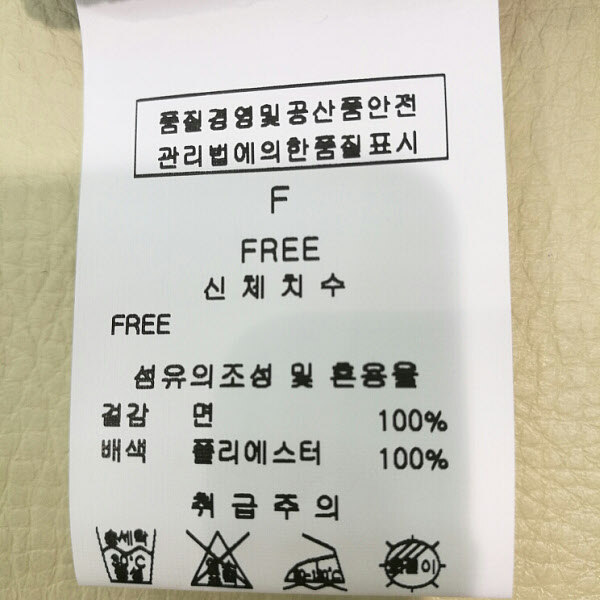 품질경영및공산품안전
관리법에의한품질표시
F
FREE
신체치수
FREE
섬유의조성 및 혼용율
겉감 면 100%
배색 폴리에스터 100%
취급주의